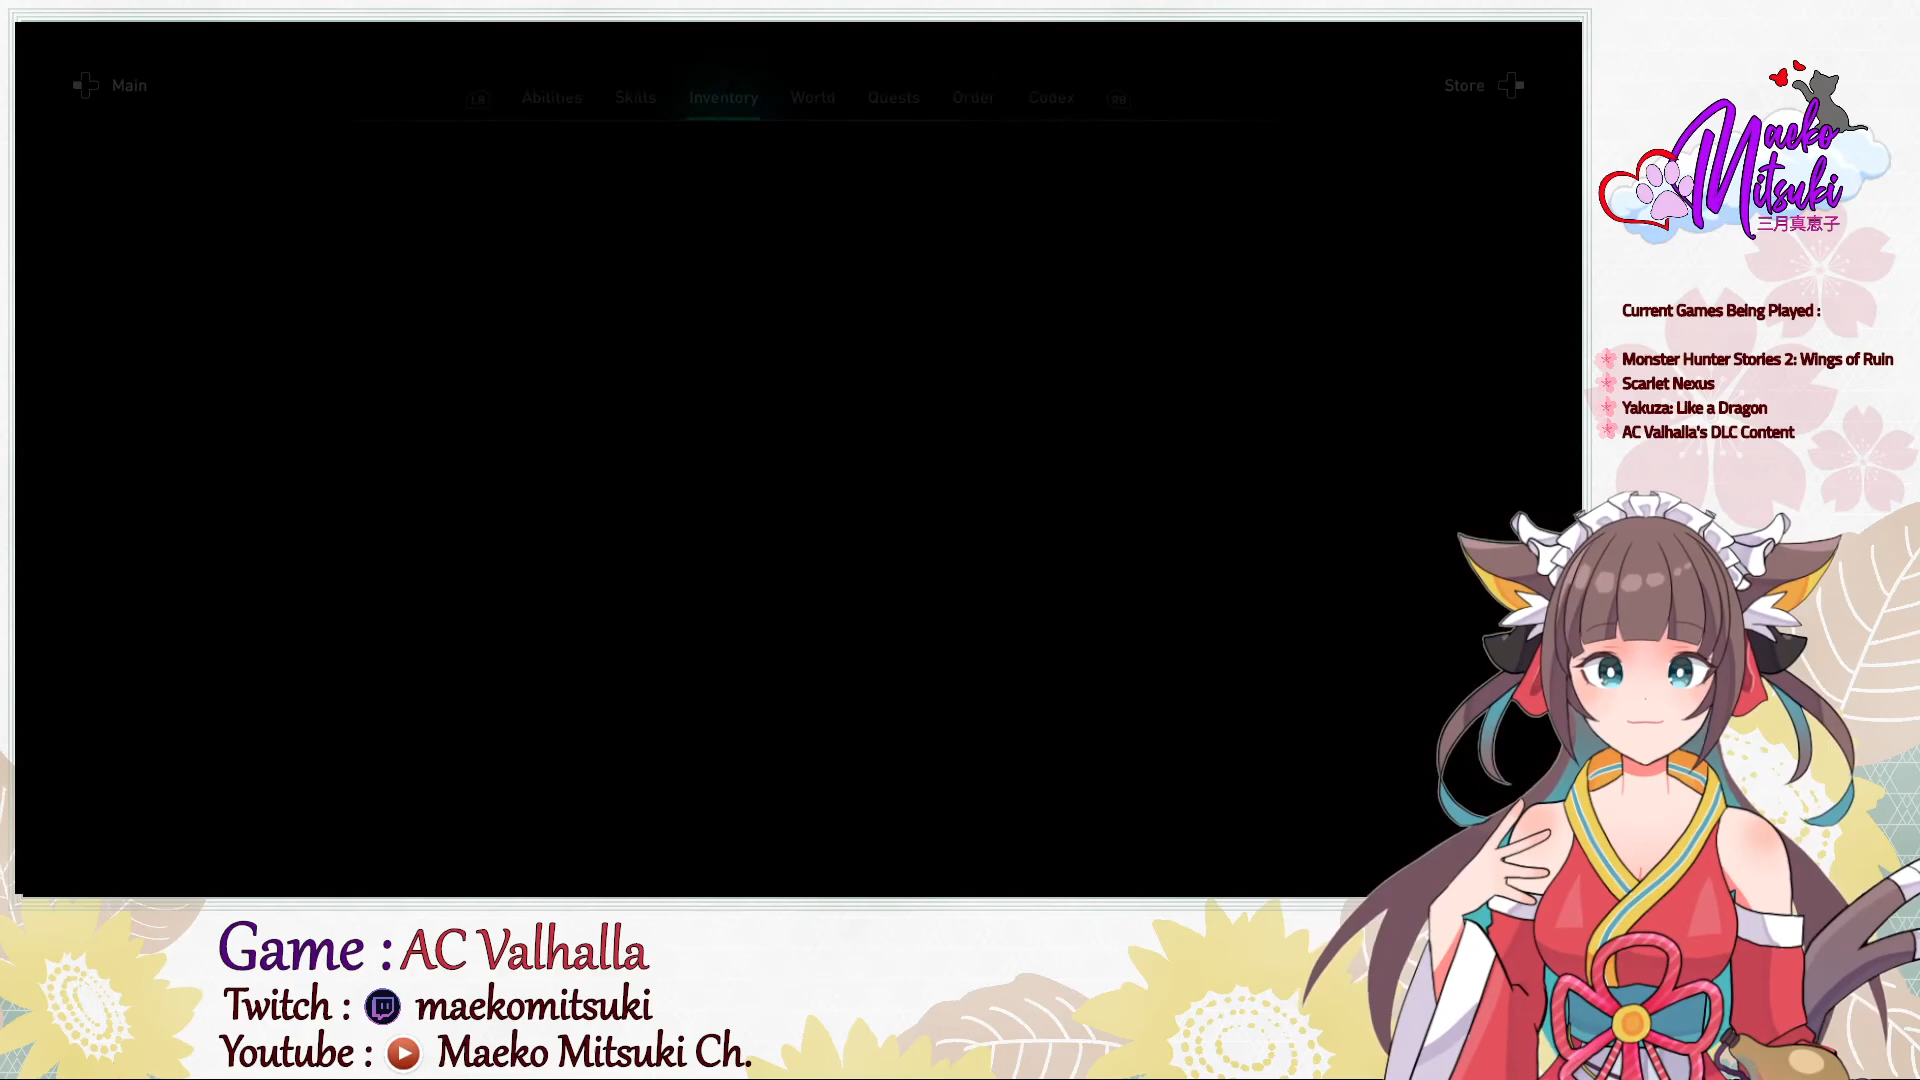 Main
LB Abilities Skills Inventory World Quests Order Codex RB
Store
Maeko
Mitsuki
三月真恵子
Current Games Being Played :
Monster Hunter Stories 2: Wings of Ruin
Scarlet Nexus
Yakuza: Like a Dragon
AC Valhalla's DLC Content
Game : AC Valhalla
Twitch : maekomitsuki
Youtube : Maeko Mitsuki Ch.